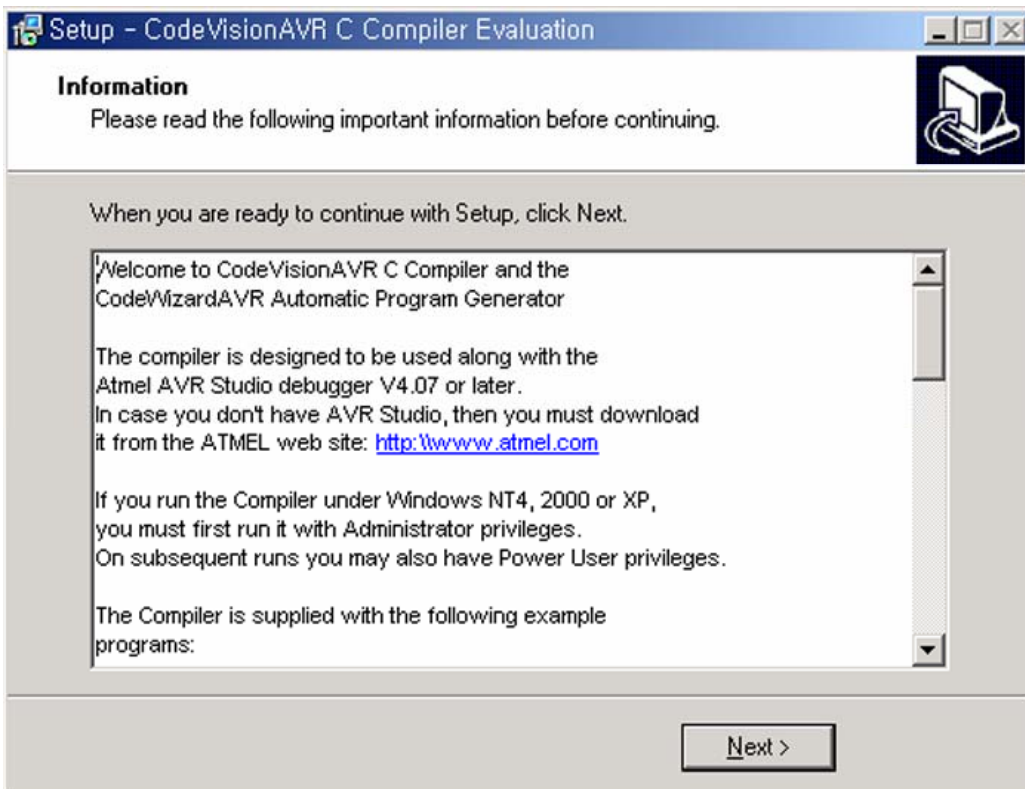 Setup - CodeVisionAVR C Compiler Evaluation
Information
Please read the following important information before continuing.
When you are ready to continue with Setup, click Next.
Welcome to CodeVisionAVR C Compiler and the
CodeWizardAVR Automatic Program Generator
The compiler is designed to be used along with the
Atmel AVR Studio debugger V4.07 or later.
In case you don't have AVR Studio, then you must download
it from the ATMEL web site: http:\\www.atmel.com
If you run the Compiler under Windows NT4, 2000 or XP,
you must first run it with Administrator privileges.
On subsequent runs you may also have Power User privileges.
The Compiler is supplied with the following example
programs:
Next >